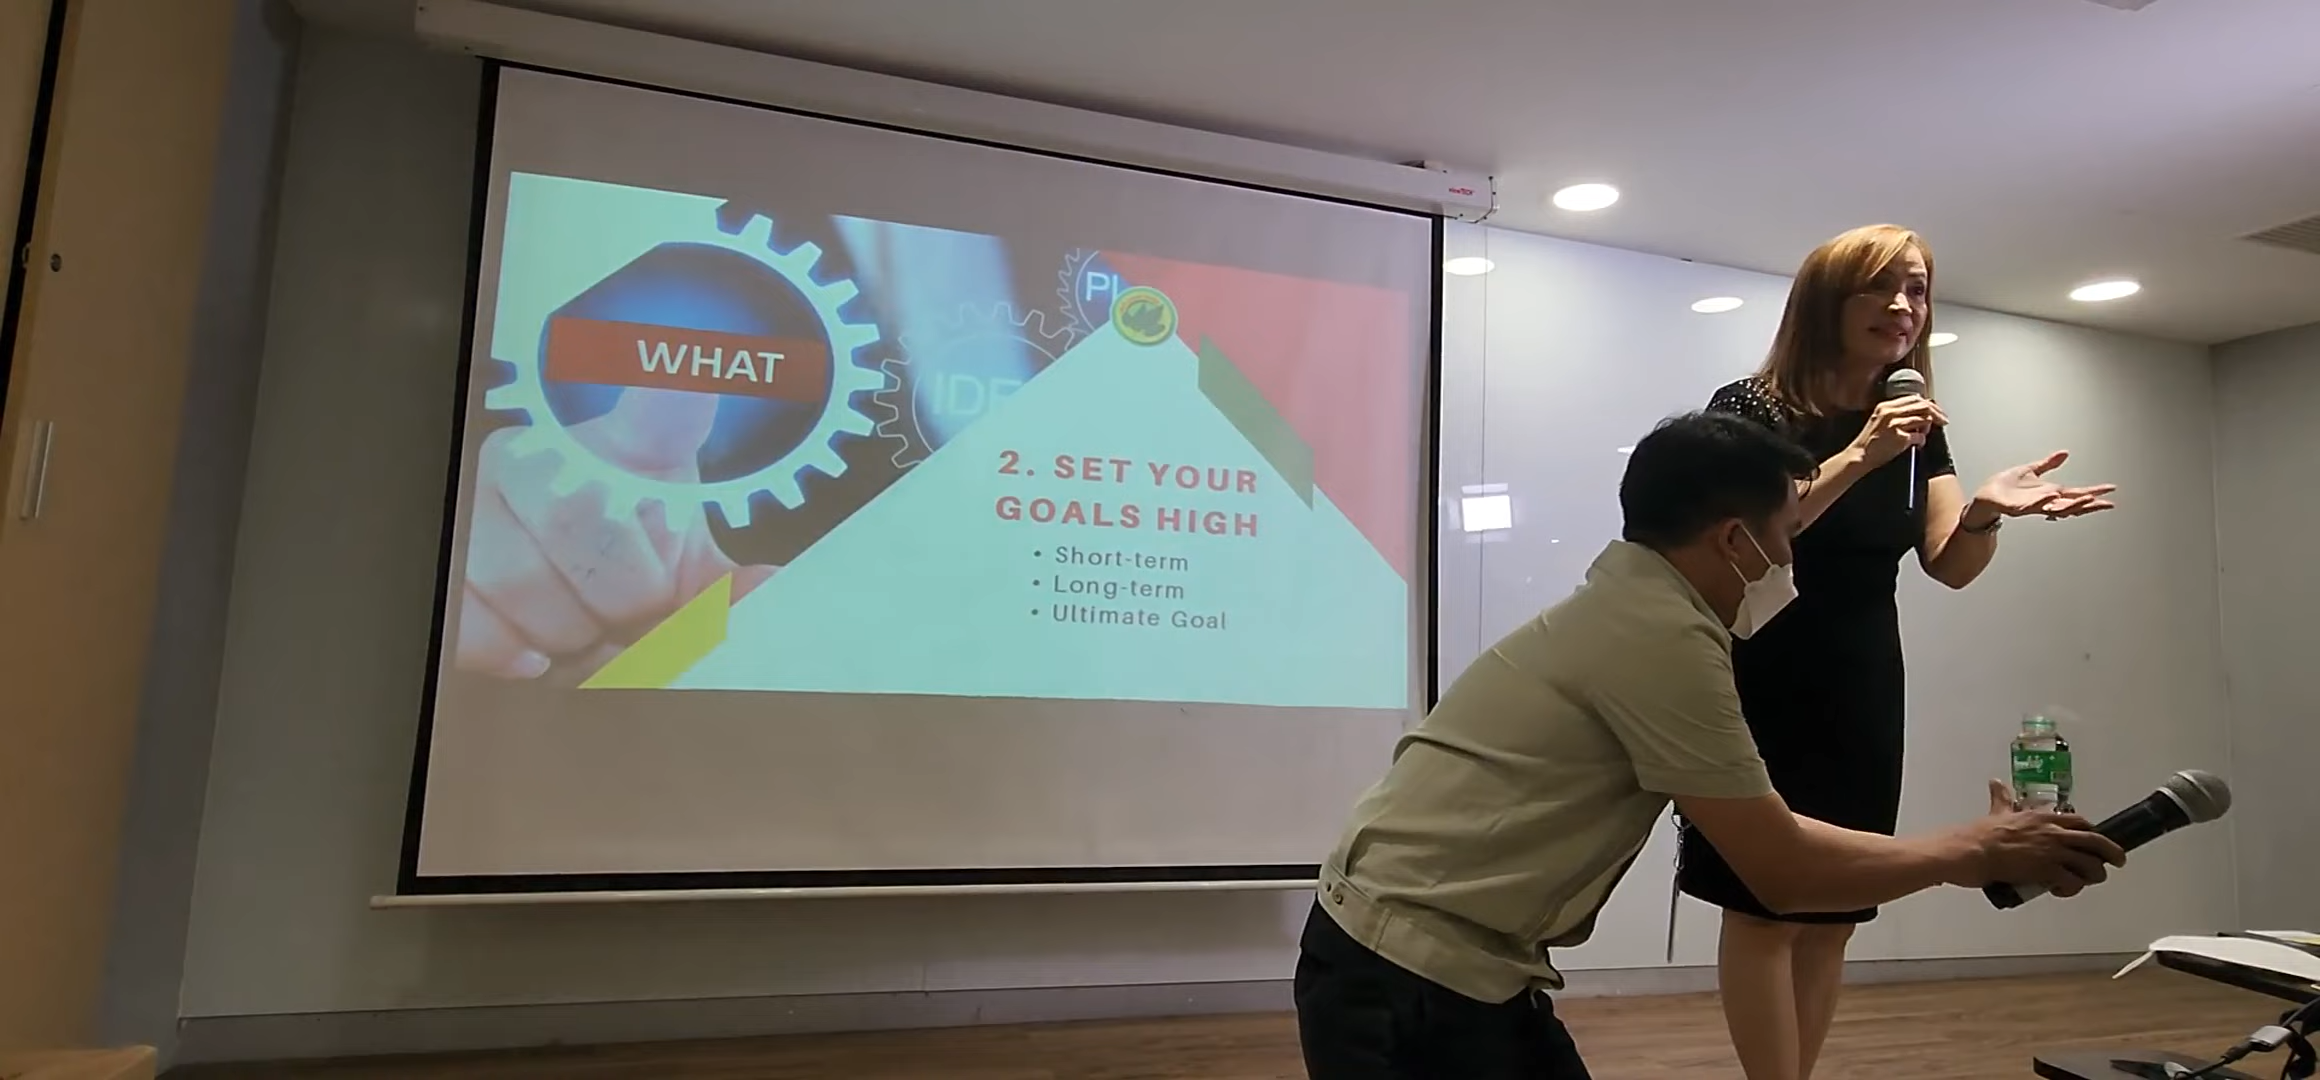 WHAT
2. SET YOUR
GOALS HIGH
• Short-term
• Long-term
• Ultimate Goal